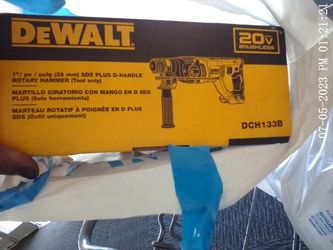 DEWALT
20V
BRUSHLESS
1" / po / pulg (26 mm) SDS PLUS D-HANDLE
ROTARY HAMMER (Tool only)
MARTILLO GIRATORIO CON MANGO EN D SDS
PLUS (Solo herramienta)
MARTEAU ROTATIF À POIGNÉE EN D PLUS
SDS (Outil uniquement)
DCH133B
07-05-2023 PM 01:21:21